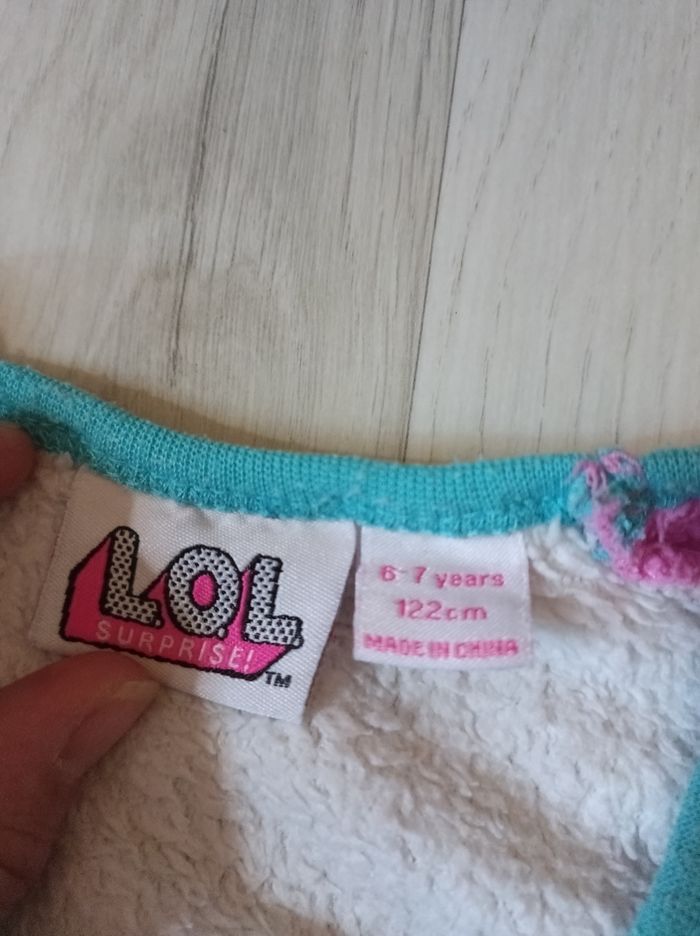 L.O.L.
SURPRISE!
TM
6-7 years
122cm
MADE IN CHINA